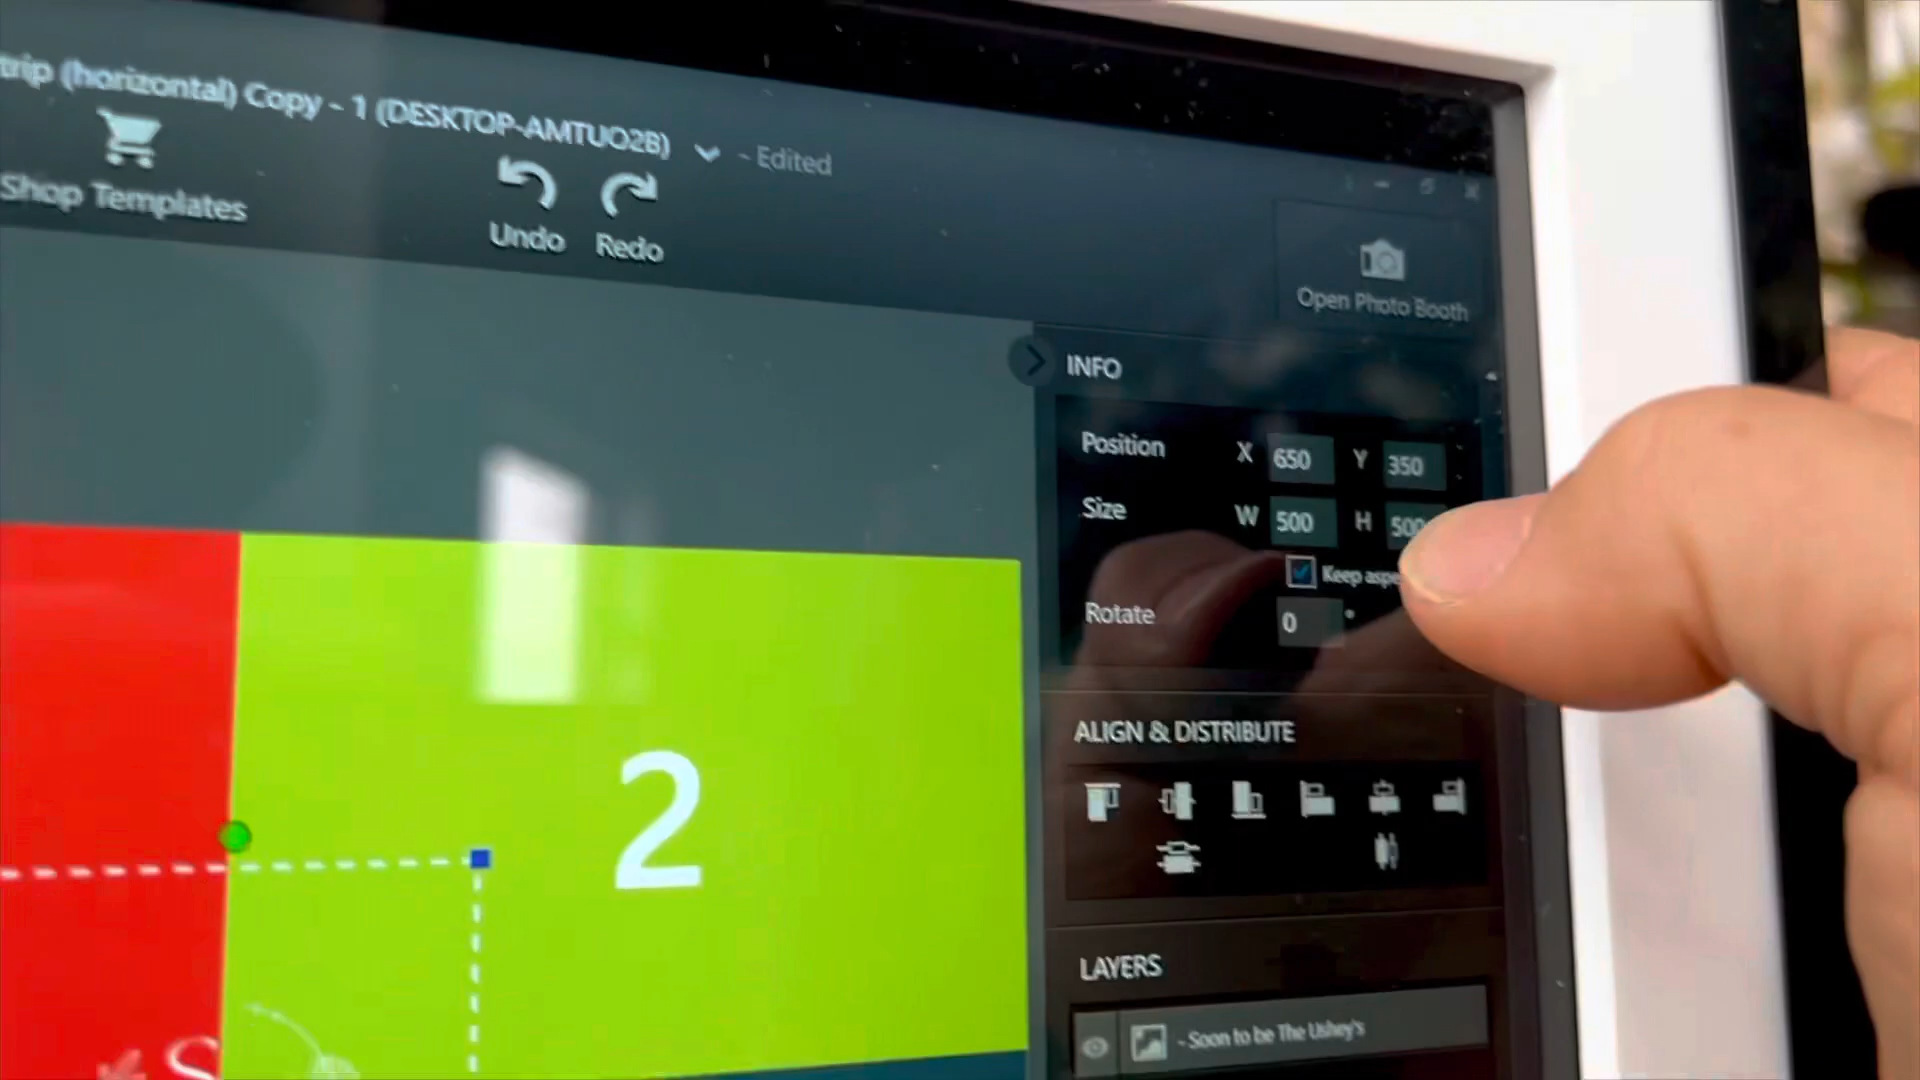 trip (horizontal) Copy - 1 (DESKTOP-AMTUO2B) - Edited
Shop Templates
Undo Redo
Open Photo Booth
INFO
Position X 650 Y 350
Size W 500 H 500
Keep aspe
Rotate 0 °
2
ALIGN & DISTRIBUTE
LAYERS
- Soon to be The Ushey's